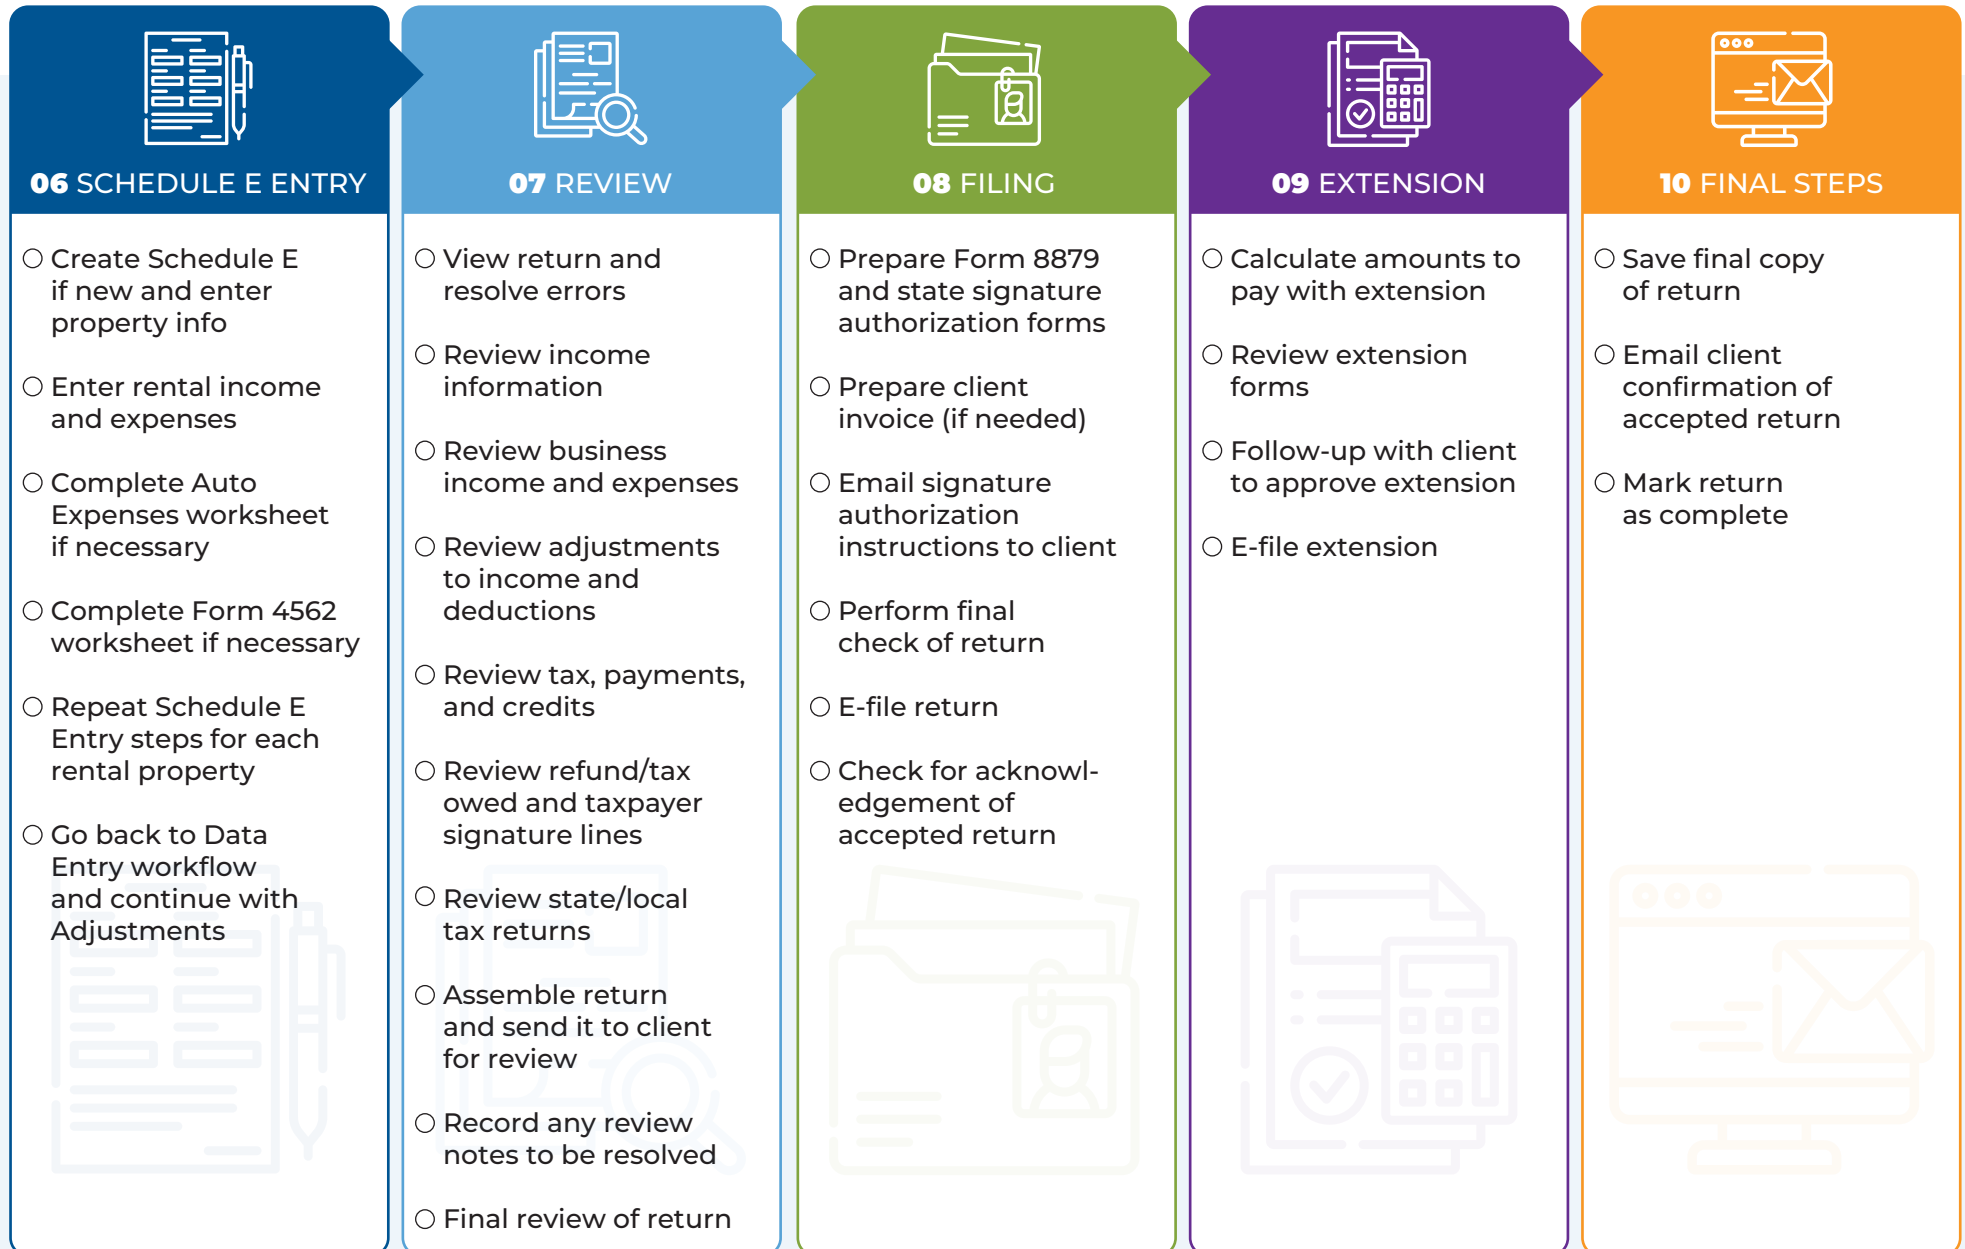 06 SCHEDULE E ENTRY
Create Schedule E
if new and enter
property info
Enter rental income
and expenses
Complete Auto
Expenses worksheet
if necessary
Complete Form 4562
worksheet if necessary
Repeat Schedule E
Entry steps for each
rental property
Go back to Data
Entry workflow
and continue with
Adjustments
07 REVIEW
View return and
resolve errors
Review income
information
Review business
income and expenses
Review adjustments
to income and
deductions
Review tax, payments,
and credits
Review refund/tax
owed and taxpayer
signature lines
Review state/local
tax returns
Assemble return
and send it to client
for review
Record any review
notes to be resolved
Final review of return
08 FILING
Prepare Form 8879
and state signature
authorization forms
Prepare client
invoice (if needed)
Email signature
authorization
instructions to client
Perform final
check of return
E-file return
Check for acknowl-
edgement of
accepted return
09 EXTENSION
Calculate amounts to
pay with extension
Review extension
forms
Follow-up with client
to approve extension
E-file extension
10 FINAL STEPS
Save final copy
of return
Email client
confirmation of
accepted return
Mark return
as complete